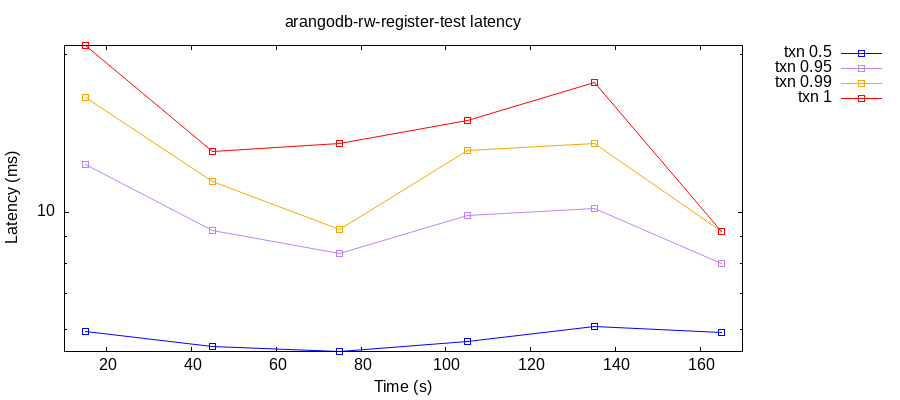 arangodb-rw-register-test latency
txn 0.5
txn 0.95
txn 0.99
txn 1
Latency (ms)
10
20
40
60
80
100
120
140
160
Time (s)